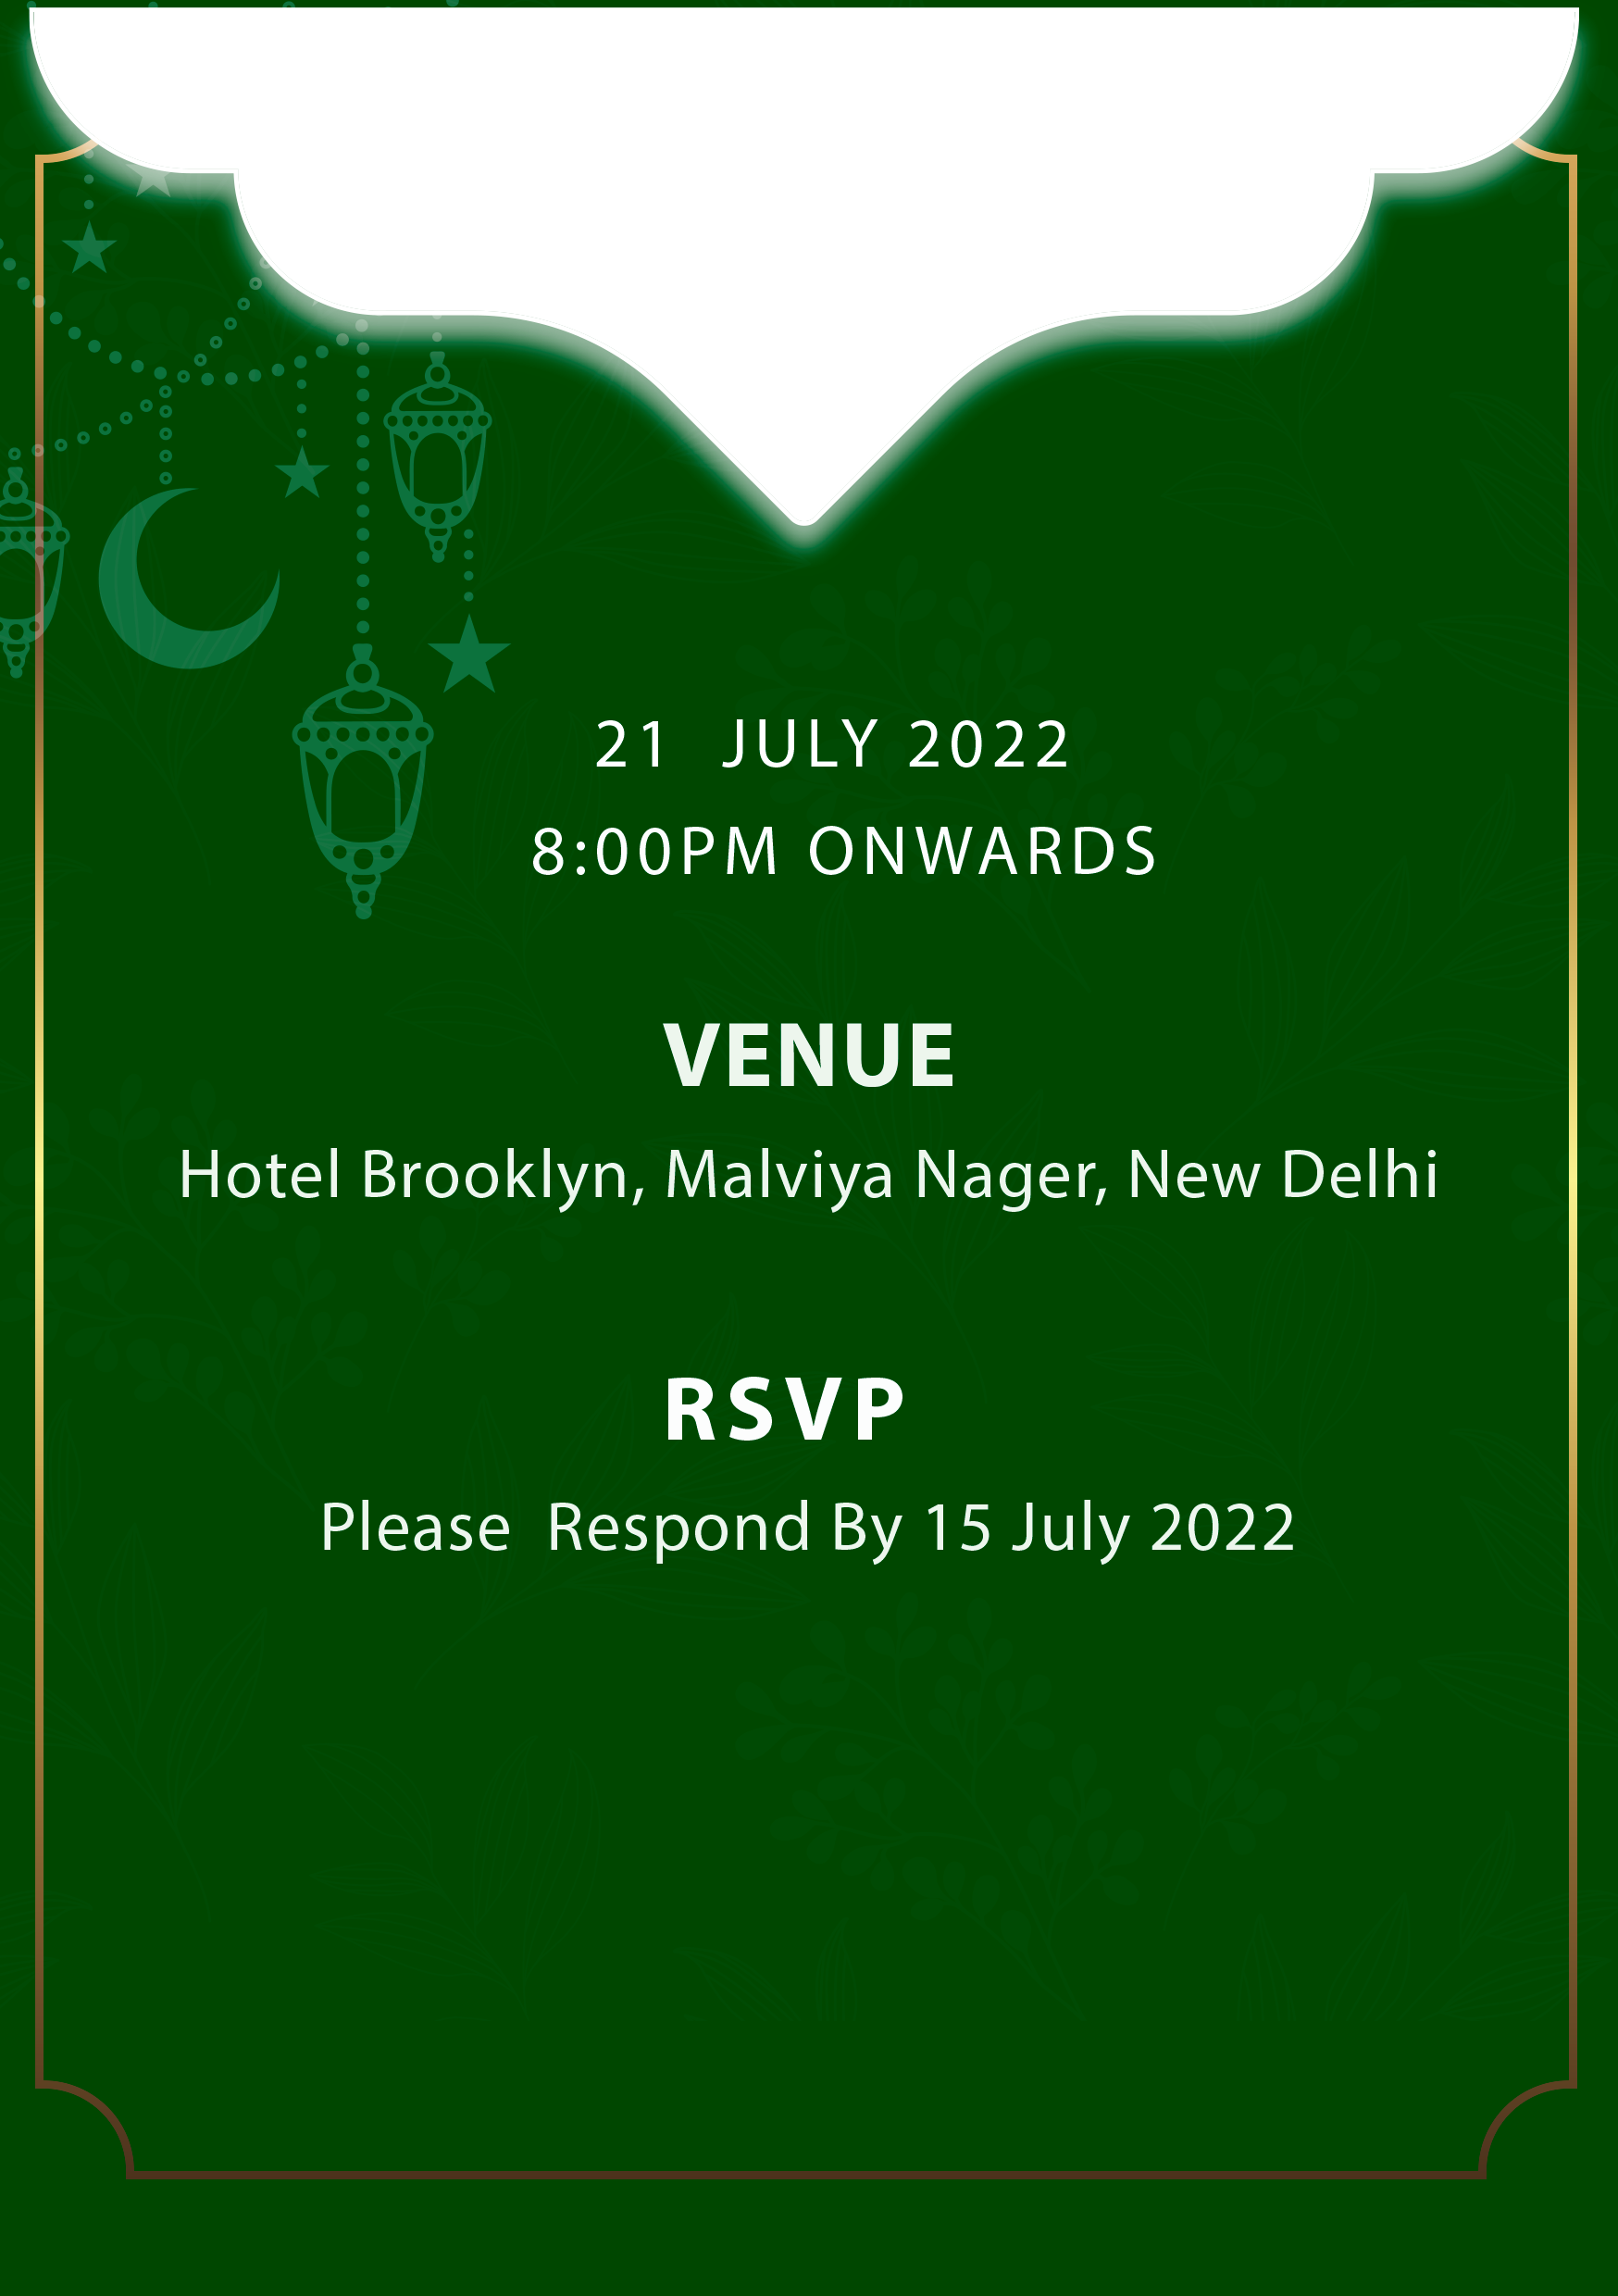 21 JULY 2022
8:00PM ONWARDS
VENUE
Hotel Brooklyn, Malviya Nager, New Delhi
RSVP
Please Respond By 15 July 2022